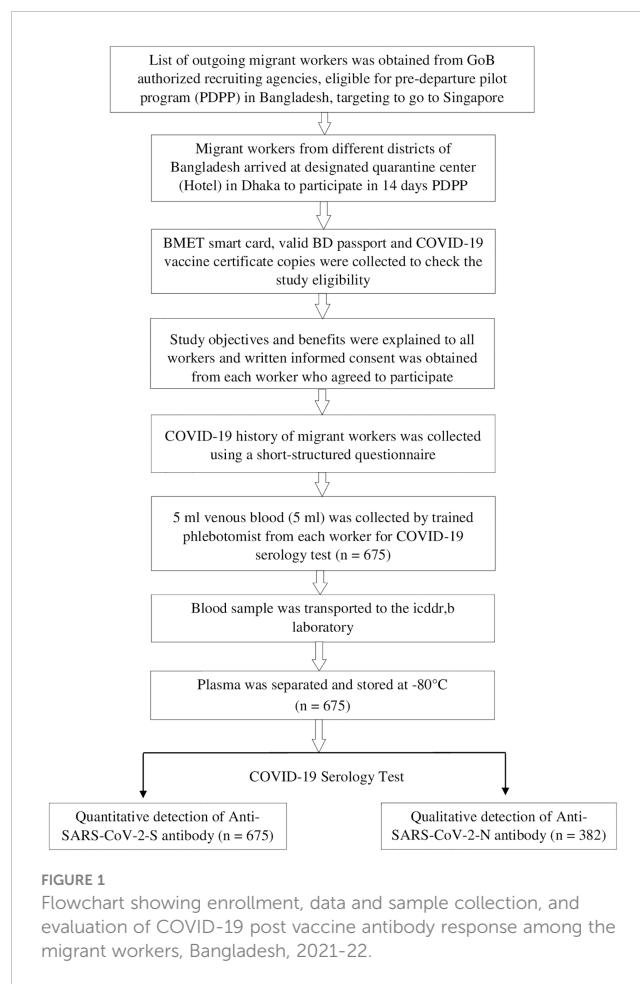 List of outgoing migrant workers was obtained from GoB
authorized recruiting agencies, eligible for pre-departure pilot
program (PDPP) in Bangladesh, targeting to go to Singapore
Migrant workers from different districts of
Bangladesh arrived at designated quarantine center
(Hotel) in Dhaka to participate in 14 days PDPP
BMET smart card, valid BD passport and COVID-19
vaccine certificate copies were collected to check the
study eligibility
Study objectives and benefits were explained to all
workers and written informed consent was obtained
from each worker who agreed to participate
COVID-19 history of migrant workers was collected
using a short-structured questionnaire
5 ml venous blood (5 ml) was collected by trained
phlebotomist from each worker for COVID-19
serology test (n = 675)
Blood sample was transported to the icddr,b
laboratory
Plasma was separated and stored at -80°C
(n = 675)
COVID-19 Serology Test
Quantitative detection of Anti-
SARS-CoV-2-S antibody (n = 675)
Qualitative detection of Anti-
SARS-CoV-2-N antibody (n = 382)
FIGURE 1
Flowchart showing enrollment, data and sample collection, and
evaluation of COVID-19 post vaccine antibody response among the
migrant workers, Bangladesh, 2021-22.